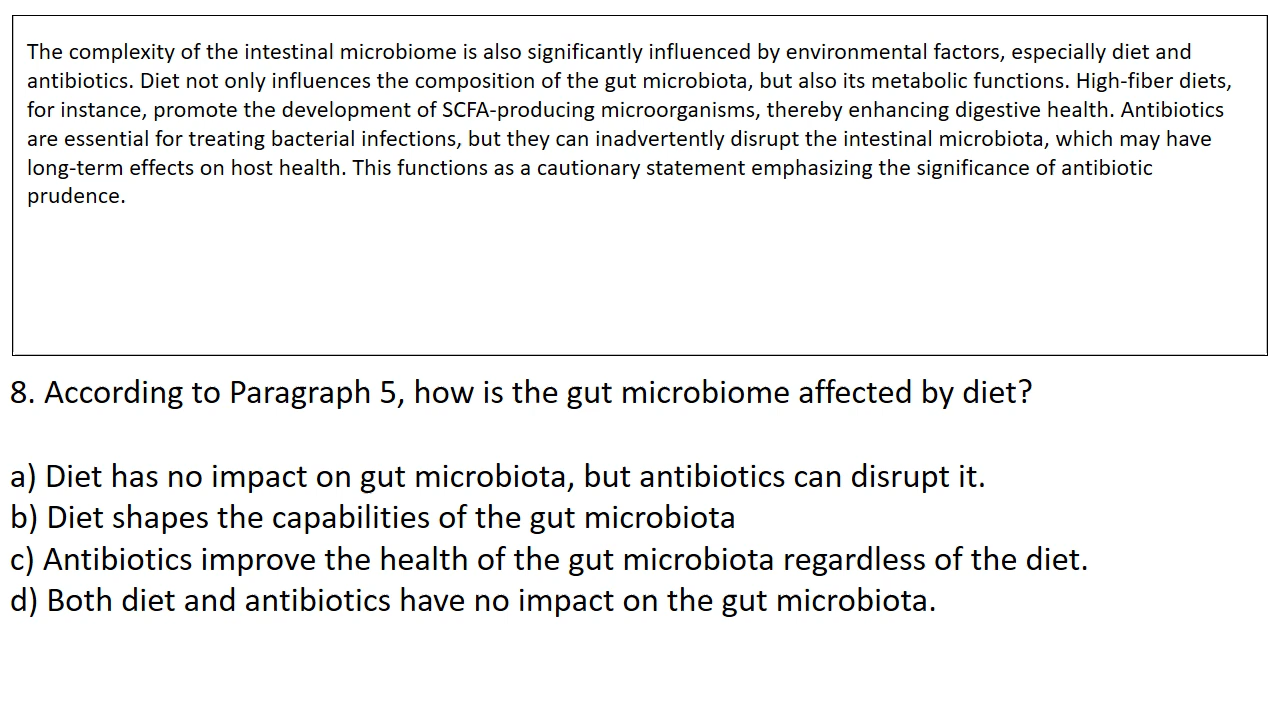 The complexity of the intestinal microbiome is also significantly influenced by environmental factors, especially diet and
antibiotics. Diet not only influences the composition of the gut microbiota, but also its metabolic functions. High-fiber diets,
for instance, promote the development of SCFA-producing microorganisms, thereby enhancing digestive health. Antibiotics
are essential for treating bacterial infections, but they can inadvertently disrupt the intestinal microbiota, which may have
long-term effects on host health. This functions as a cautionary statement emphasizing the significance of antibiotic
prudence.
8. According to Paragraph 5, how is the gut microbiome affected by diet?
a) Diet has no impact on gut microbiota, but antibiotics can disrupt it.
b) Diet shapes the capabilities of the gut microbiota
c) Antibiotics improve the health of the gut microbiota regardless of the diet.
d) Both diet and antibiotics have no impact on the gut microbiota.